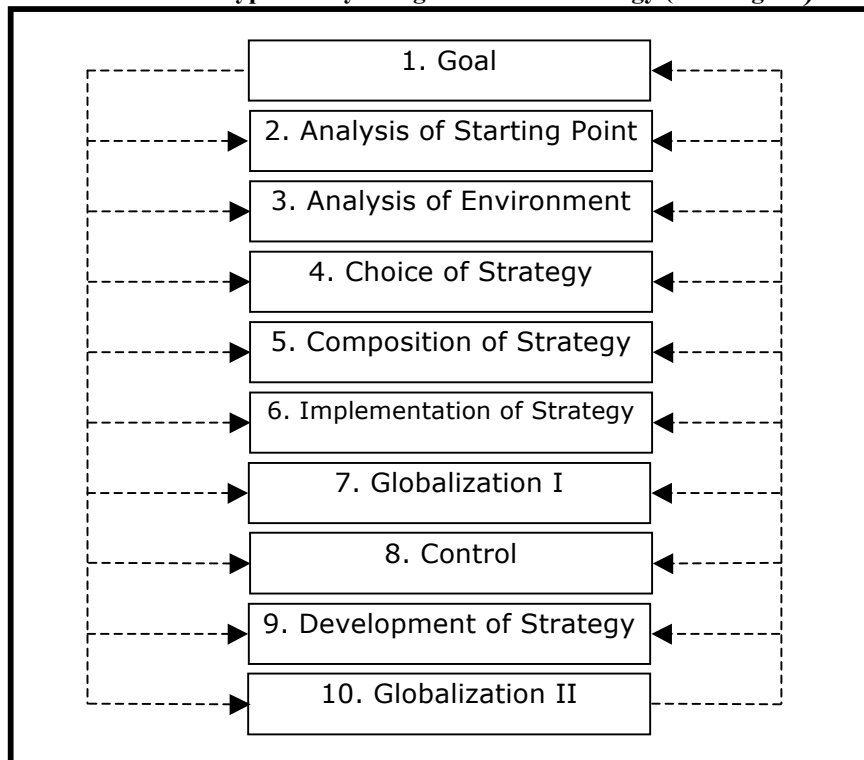 1. Goal
2. Analysis of Starting Point
3. Analysis of Environment
4. Choice of Strategy
5. Composition of Strategy
6. Implementation of Strategy
7. Globalization I
8. Control
9. Development of Strategy
10. Globalization II